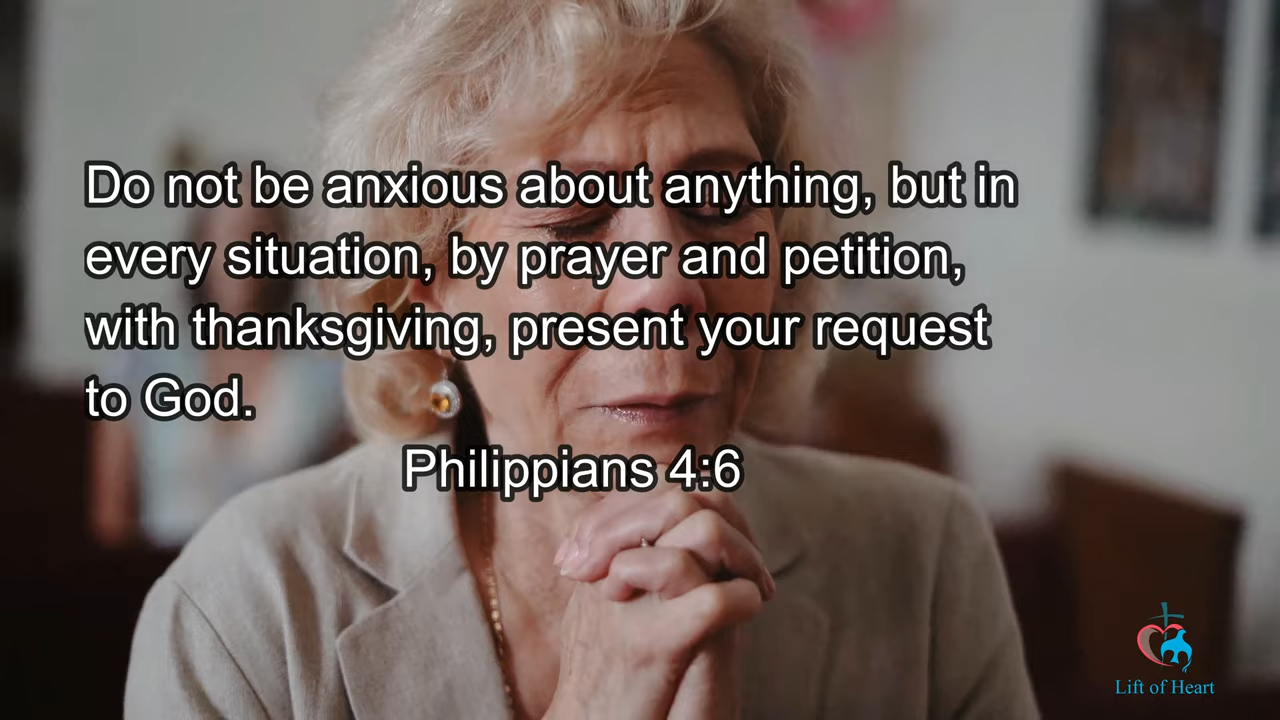 Do not be anxious about anything, but in
every situation, by prayer and petition,
with thanksgiving, present your request
to God.
Philippians 4:6
Lift of Heart